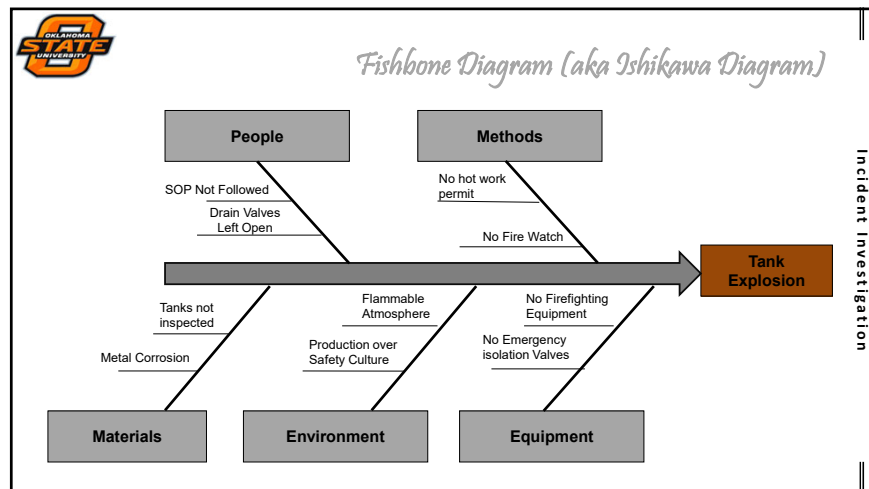 OKLAHOMA
STATE
UNIVERSITY
Fishbone Diagram (aka Ishikawa Diagram)
People
Methods
SOP Not Followed
Drain Valves
Left Open
No hot work
permit
No Fire Watch
Tank
Explosion
Tanks not
inspected
Metal Corrosion
Flammable
Atmosphere
Production over
Safety Culture
No Firefighting
Equipment
No Emergency
isolation Valves
Materials
Environment
Equipment
Incident Investigation